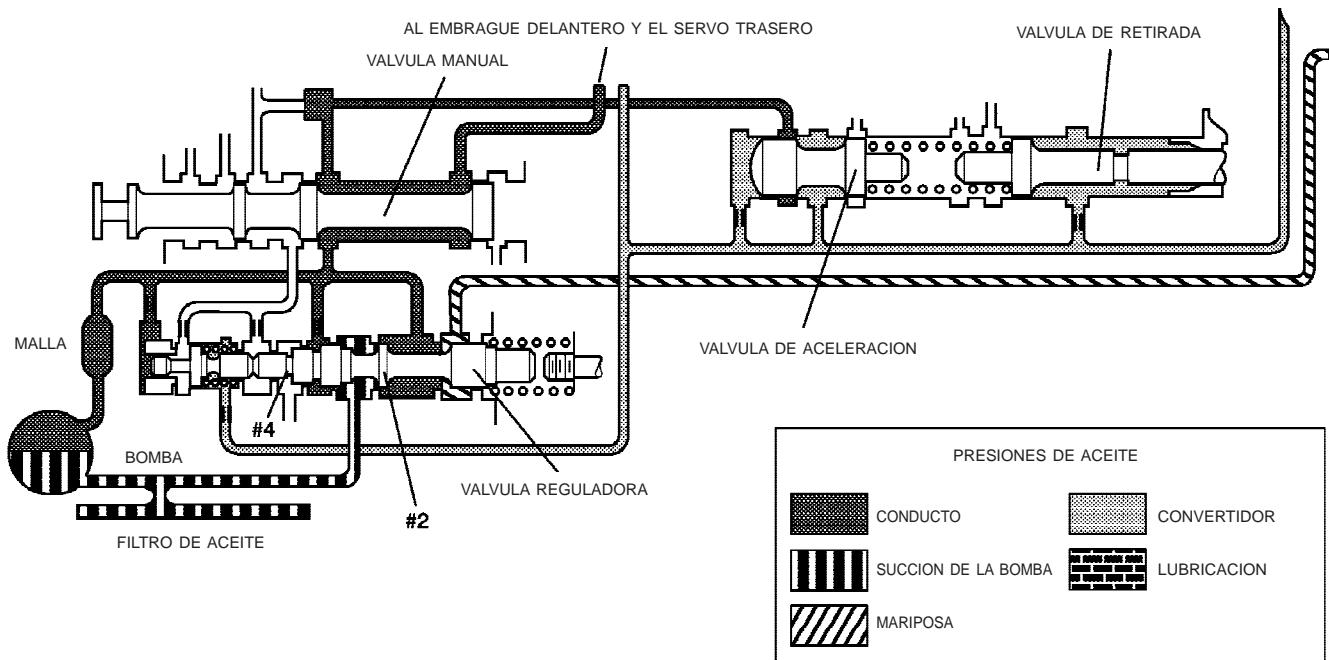 AL EMBRAGUE DELANTERO Y EL SERVO TRASERO
VALVULA MANUAL
VALVULA DE RETIRADA
MALLA
VALVULA DE ACELERACION
#4
BOMBA
VALVULA REGULADORA
#2
FILTRO DE ACEITE
PRESIONES DE ACEITE
CONDUCTO
CONVERTIDOR
SUCCION DE LA BOMBA
LUBRICACION
MARIPOSA